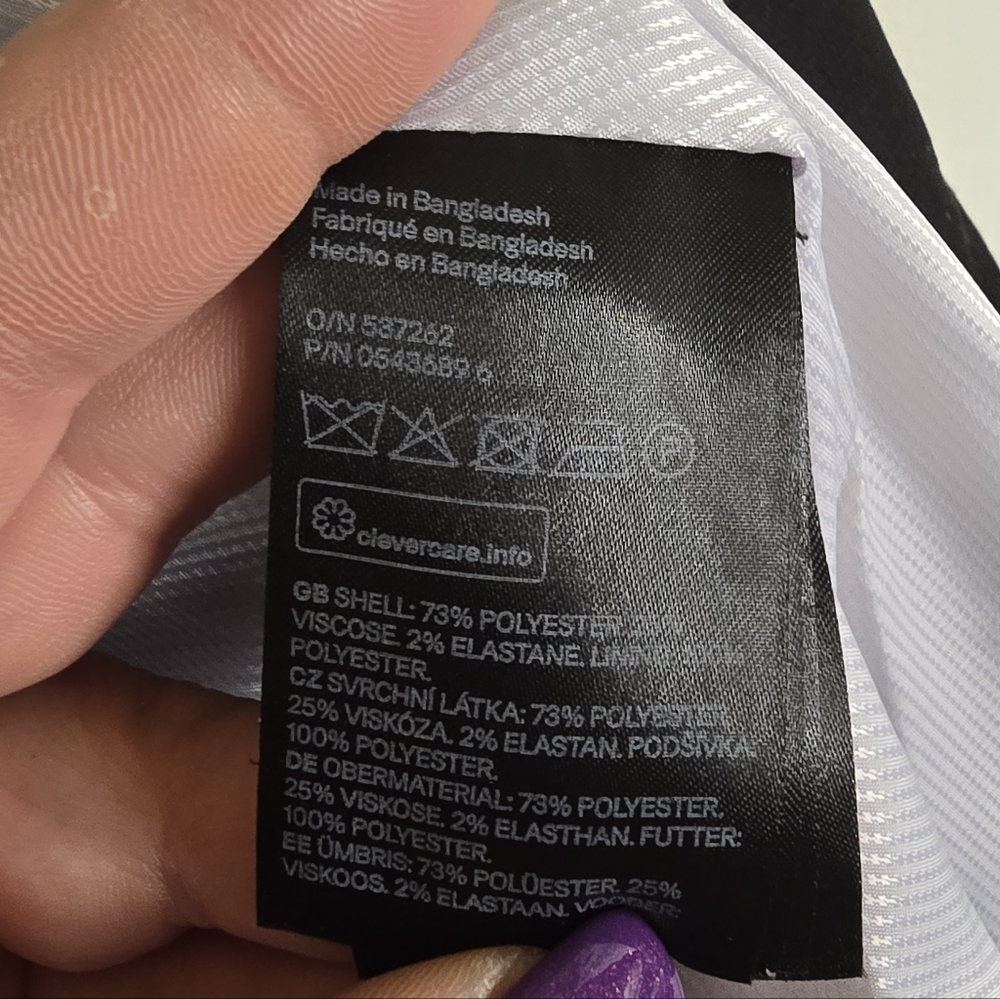 Made in Bangladesh
Fabriqué en Bangladesh
Hecho en Bangladesh
O/N 537262
P/N 0543689 6
P
clevercare.info
GB SHELL: 73% POLYESTER
VISCOSE. 2% ELASTANE.
POLYESTER.
CZ SVRCHNÍ LÁTKA: 73% POLYESTER.
25% VISKÓZA. 2% ELASTAN. PODŠÍVKA:
100% POLYESTER.
DE OBERMATERIAL: 73% POLYESTER.
25% VISKOSE. 2% ELASTHAN. FUTTER:
100% POLYESTER.
EE ÜMBRIS: 73% POLÜESTER. 25%
VISKOOS. 2% ELASTAAN. VOODER: